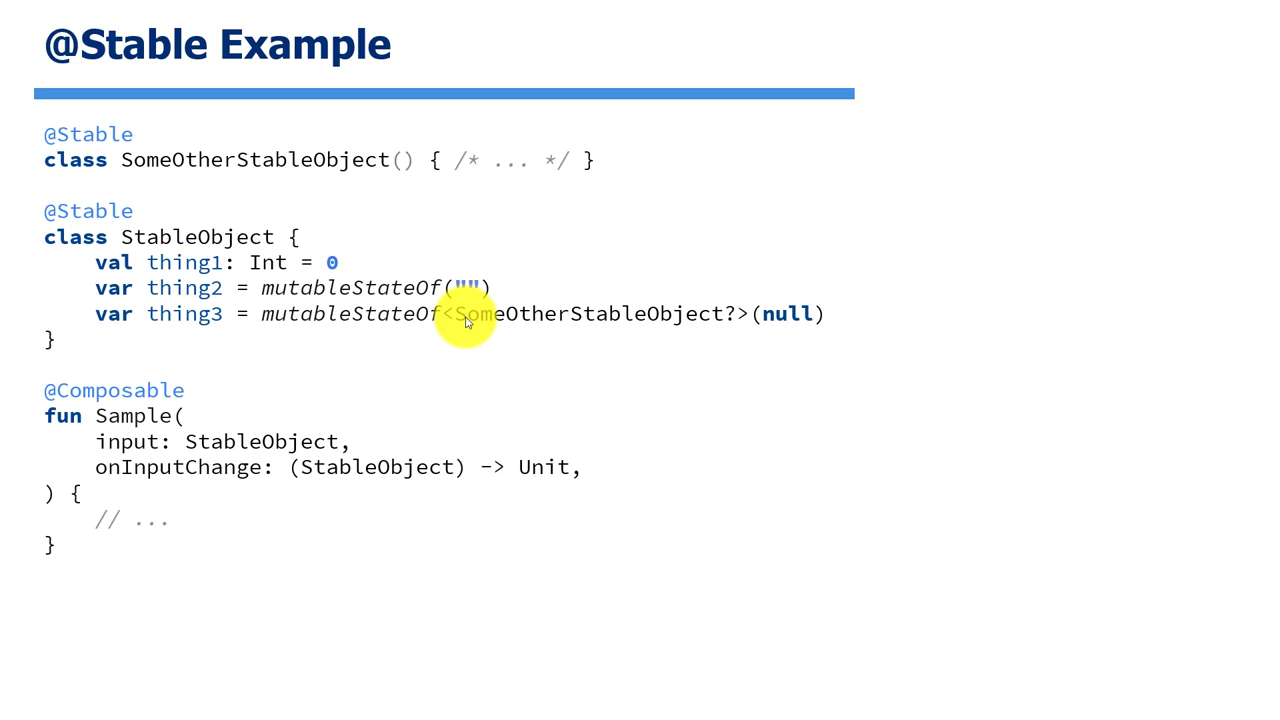 @Stable Example
@Stable
class SomeOtherStableObject() { /* ... */ }
@Stable
class StableObject {
    val thing1: Int = 0
    var thing2 = mutableStateOf("")
    var thing3 = mutableStateOf<SomeOtherStableObject?>(null)
}
@Composable
fun Sample(
    input: StableObject,
    onInputChange: (StableObject) -> Unit,
) {
    // ...
}